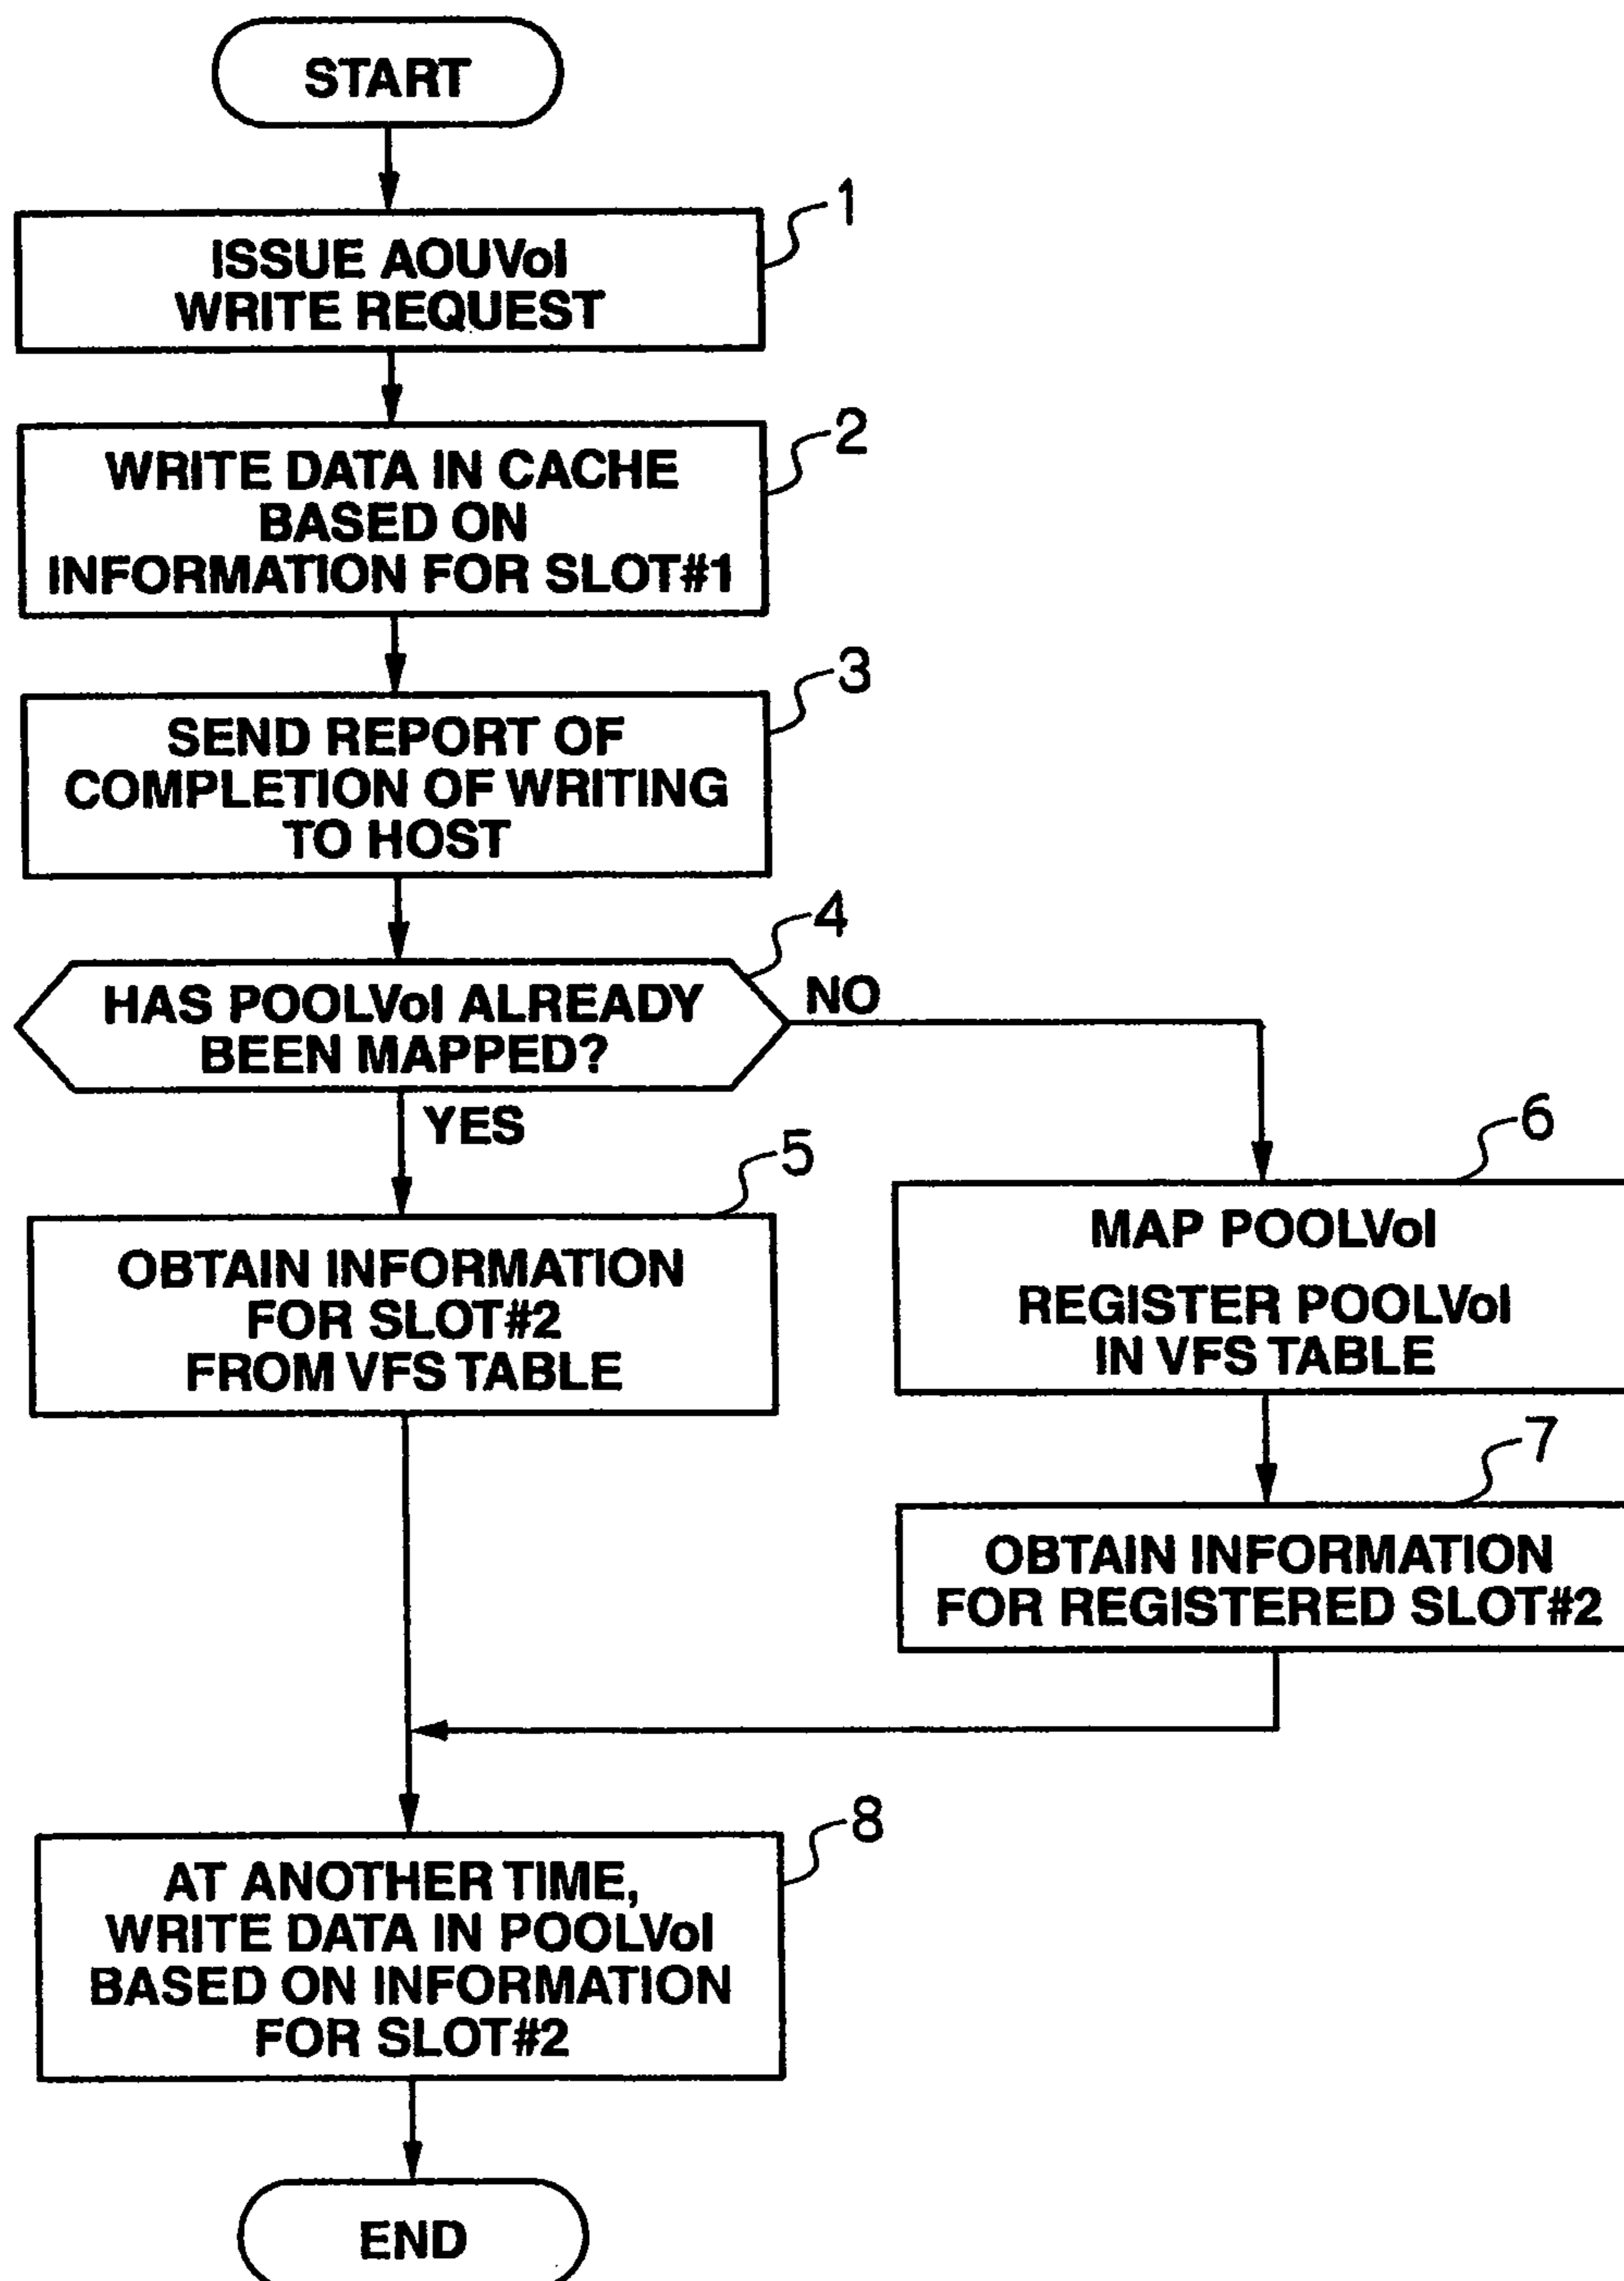 START
1
ISSUE AOUVol
WRITE REQUEST
2
WRITE DATA IN CACHE
BASED ON
INFORMATION FOR SLOT#1
3
SEND REPORT OF
COMPLETION OF WRITING
TO HOST
4
HAS POOLVol ALREADY
BEEN MAPPED?
NO
YES
5
OBTAIN INFORMATION
FOR SLOT#2
FROM VFS TABLE
6
MAP POOLVol
REGISTER POOLVol
IN VFS TABLE
7
OBTAIN INFORMATION
FOR REGISTERED SLOT#2
8
AT ANOTHER TIME,
WRITE DATA IN POOLVol
BASED ON INFORMATION
FOR SLOT#2
END